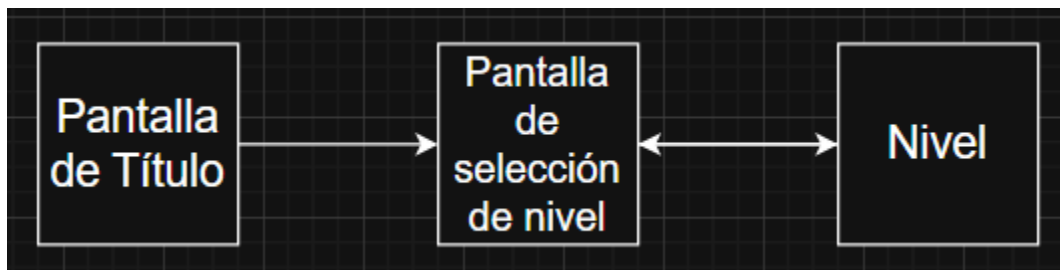 Pantalla
de Título
Pantalla
de
selección
de nivel
Nivel